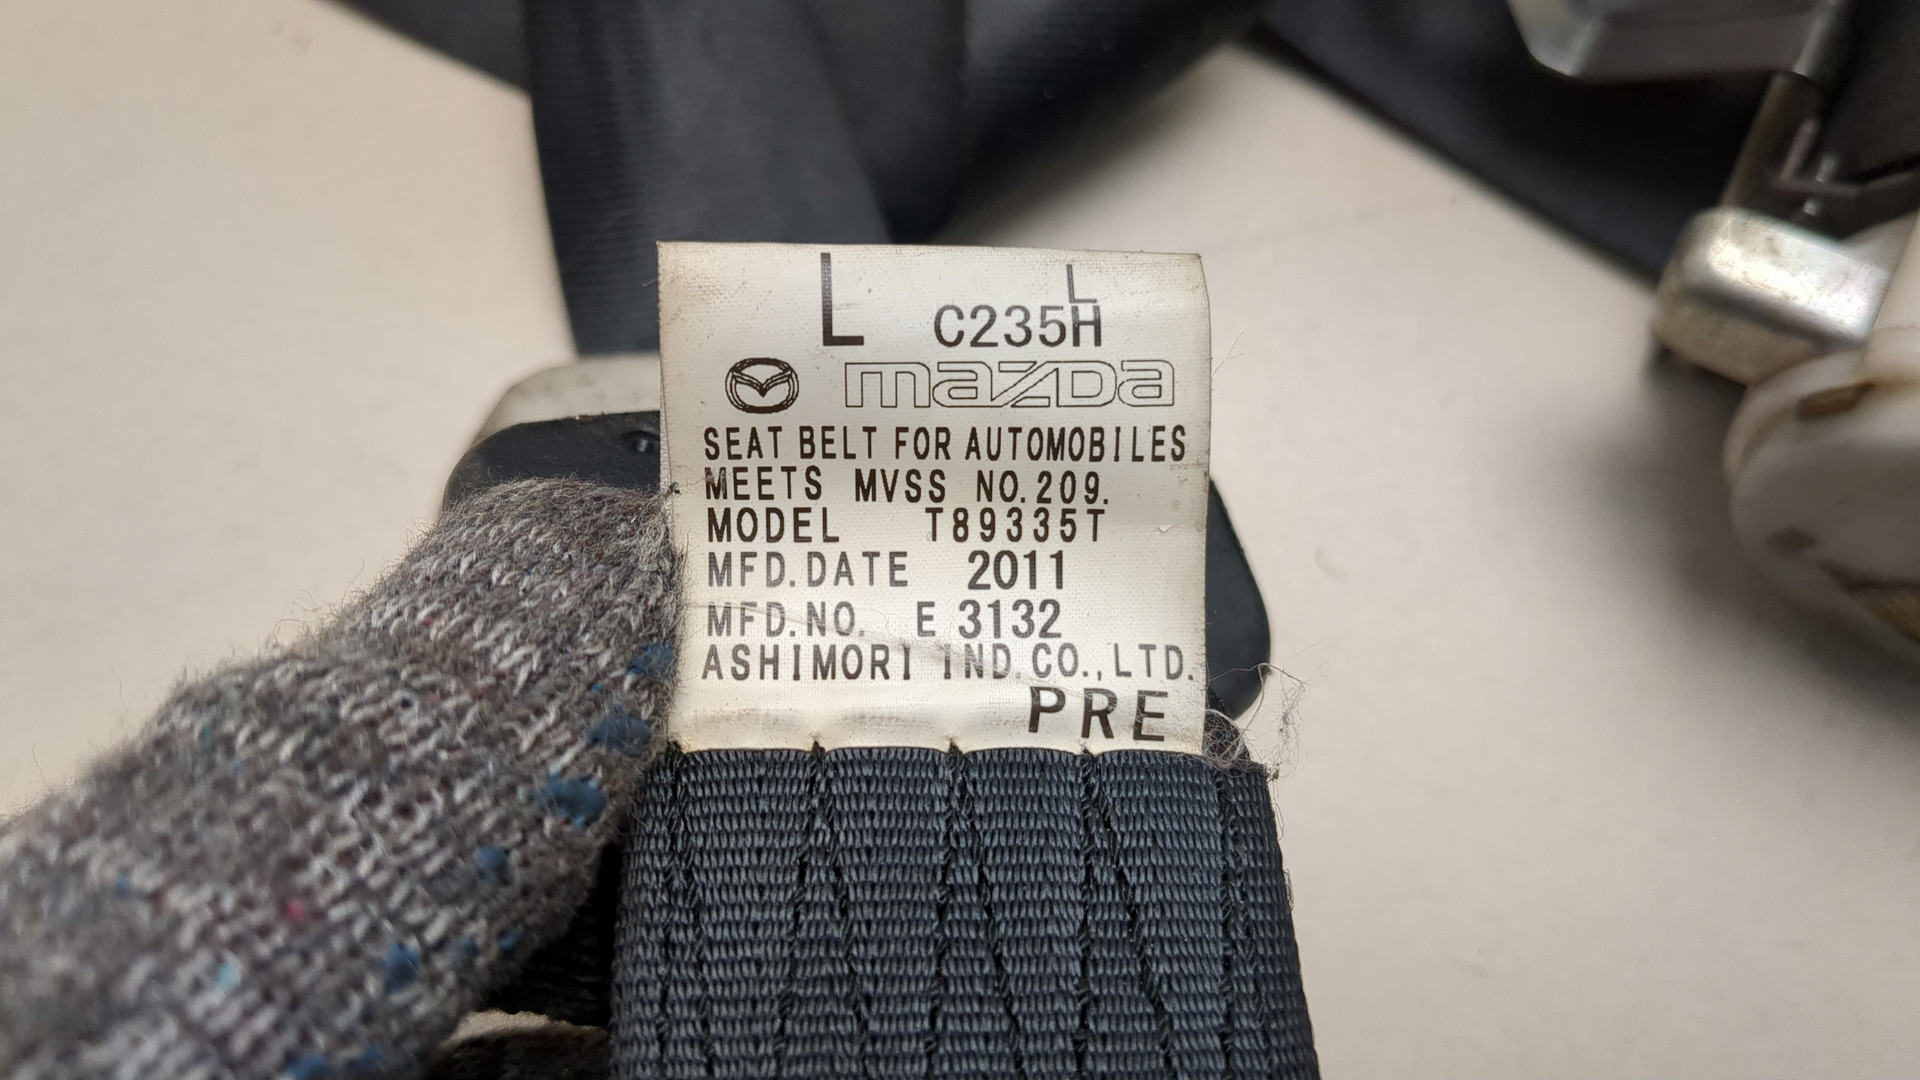 L
L C235H
mazda
SEAT BELT FOR AUTOMOBILES
MEETS MVSS NO.209.
MODEL T89335T
MFD.DATE 2011
MFD.NO. E 3132
ASHIMORI IND.CO.,LTD.
PRE